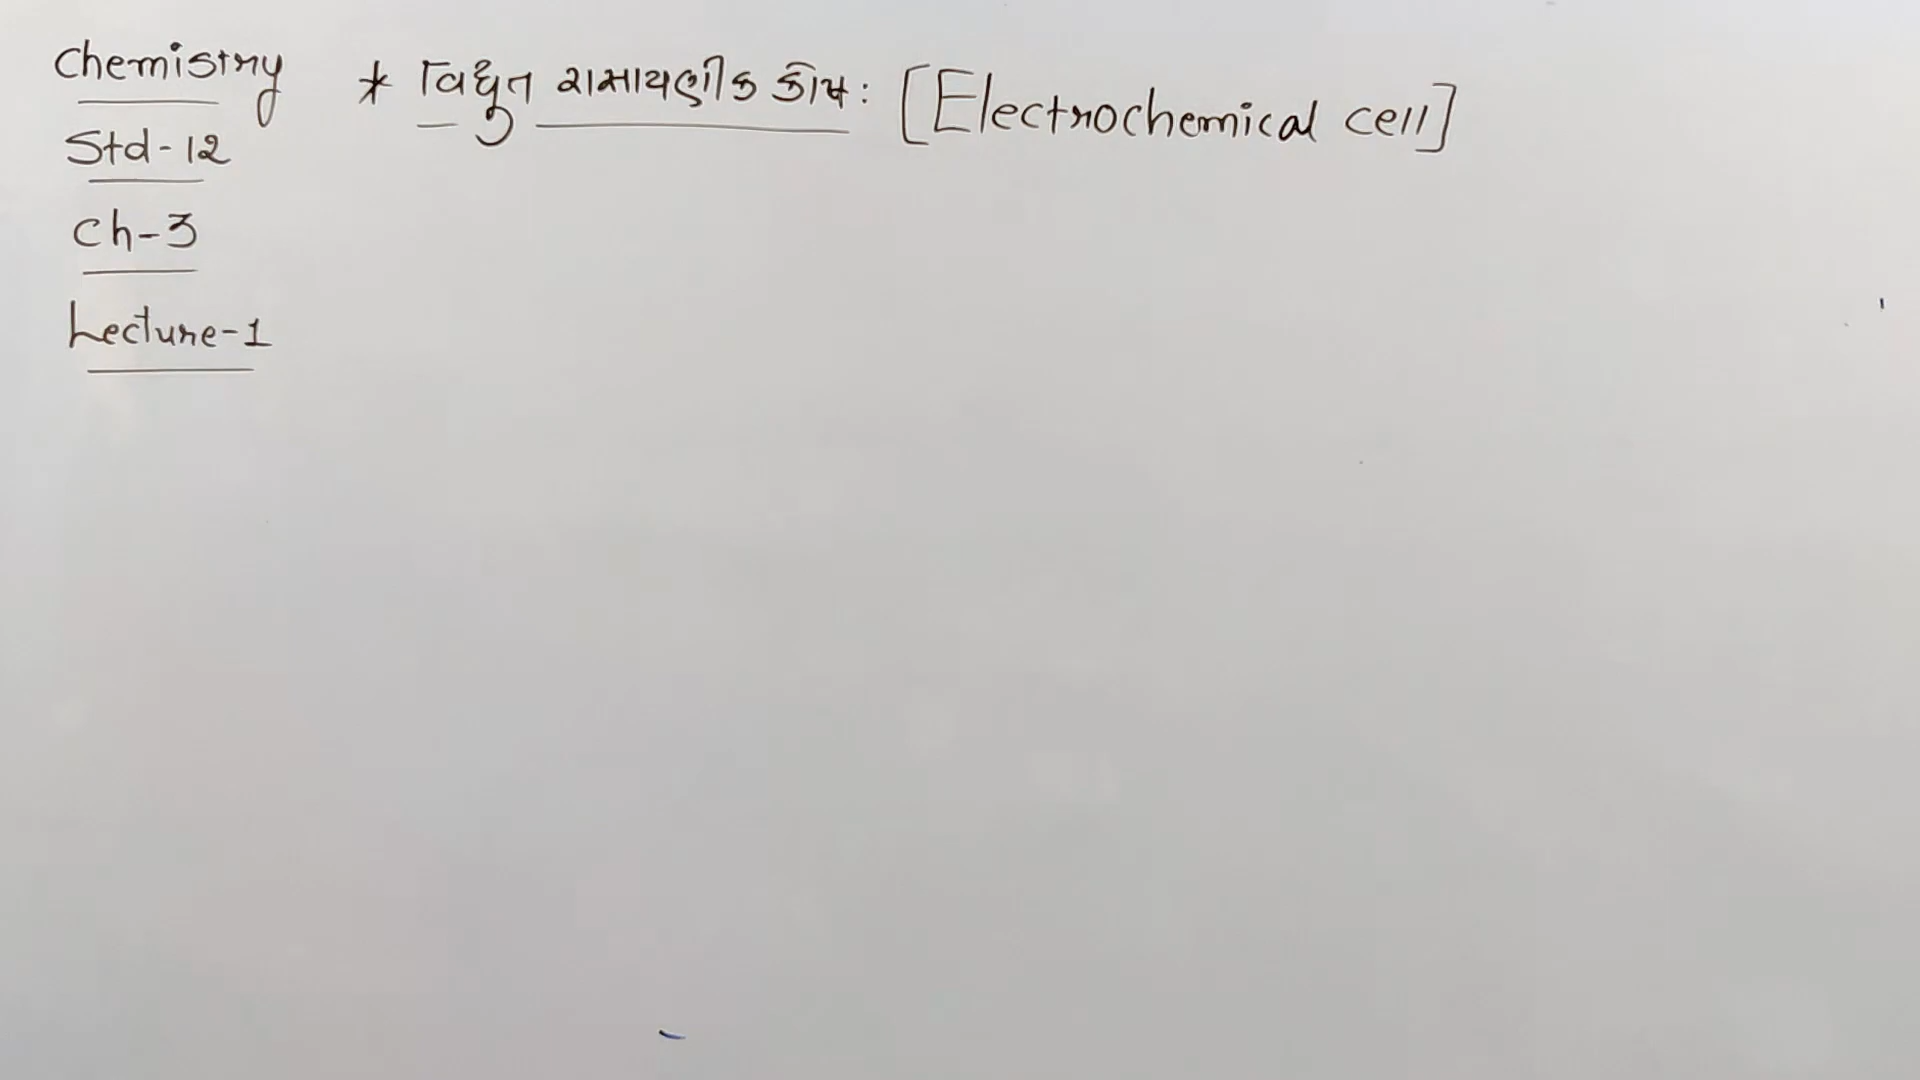 Chemistry
Std-12
Ch-3
Lecture-1
* વિદ્યુત રાસાયણીક કોષ: [Electrochemical cell]